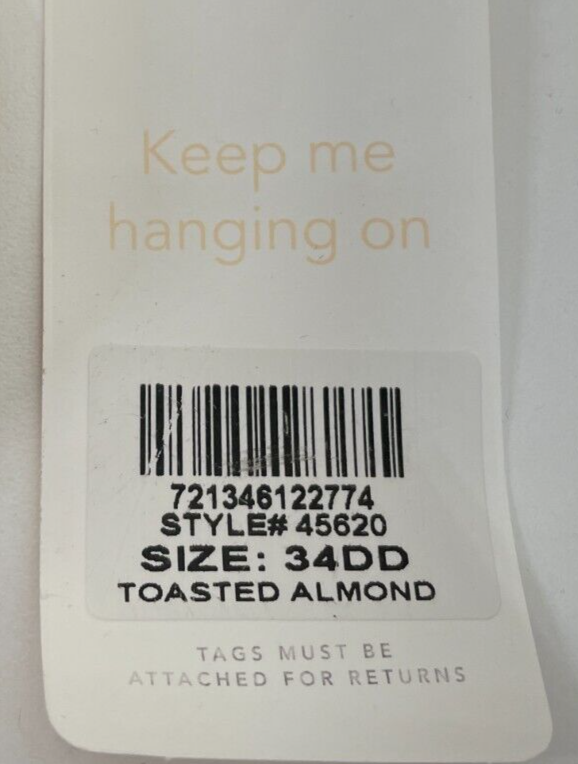 Keep me
hanging on
721346122774
STYLE# 45620
SIZE: 34DD
TOASTED ALMOND
TAGS MUST BE
ATTACHED FOR RETURNS